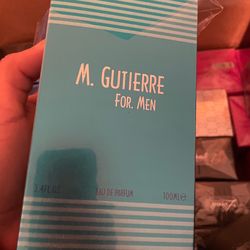 M. GUTIERRE
FOR MEN
3.4FL.OZ EAU DE PARFUM 100ML℮